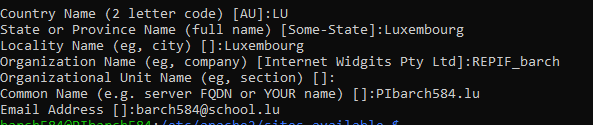 Country Name (2 letter code) [AU]:LU
State or Province Name (full name) [Some-State]:Luxembourg
Locality Name (eg, city) []:Luxembourg
Organization Name (eg, company) [Internet Widgits Pty Ltd]:REPIF_barch
Organizational Unit Name (eg, section) []:
Common Name (e.g. server FQDN or YOUR name) []:PIbarch584.lu
Email Address []:barch584@school.lu
barch584@PIbarch584:/etc/apache2/sites-available $